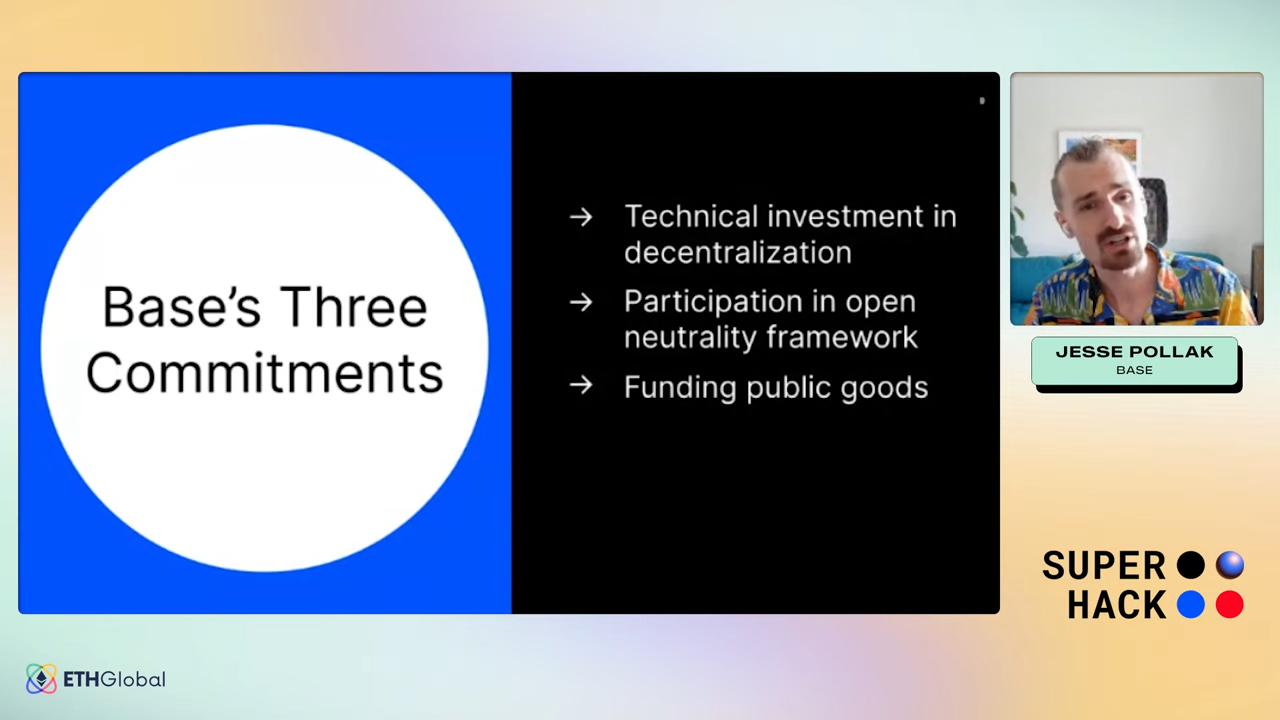 Base’s Three
Commitments
→ Technical investment in
decentralization
→ Participation in open
neutrality framework
→ Funding public goods
JESSE POLLAK
BASE
SUPER
HACK
ETHGlobal